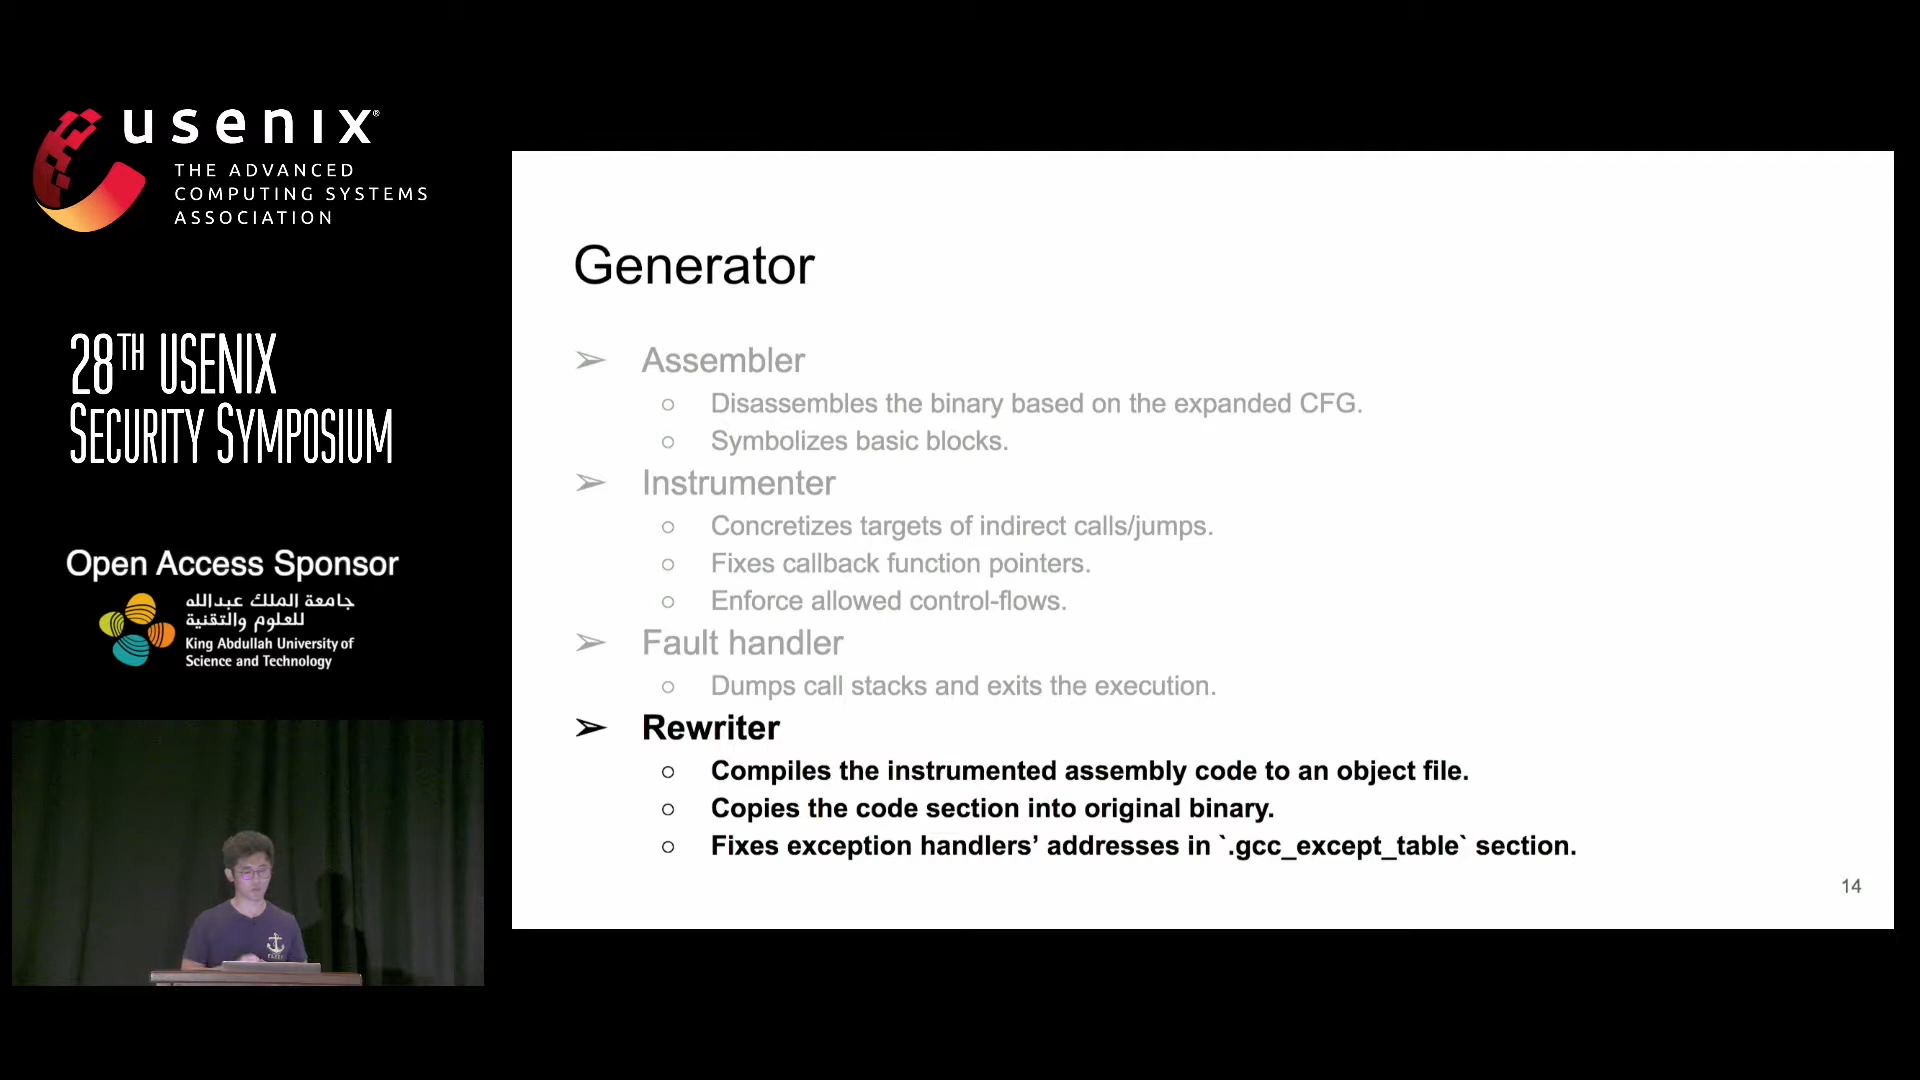 usenix®
THE ADVANCED
COMPUTING SYSTEMS
ASSOCIATION
28TH USENIX
SECURITY SYMPOSIUM
Open Access Sponsor
جامعة الملك عبدالله
للعلوم والتقنية
King Abdullah University of
Science and Technology
Generator
➢ Assembler
○ Disassembles the binary based on the expanded CFG.
○ Symbolizes basic blocks.
➢ Instrumenter
○ Concretizes targets of indirect calls/jumps.
○ Fixes callback function pointers.
○ Enforce allowed control-flows.
➢ Fault handler
○ Dumps call stacks and exits the execution.
➢ Rewriter
○ Compiles the instrumented assembly code to an object file.
○ Copies the code section into original binary.
○ Fixes exception handlers’ addresses in `.gcc_except_table` section.
14